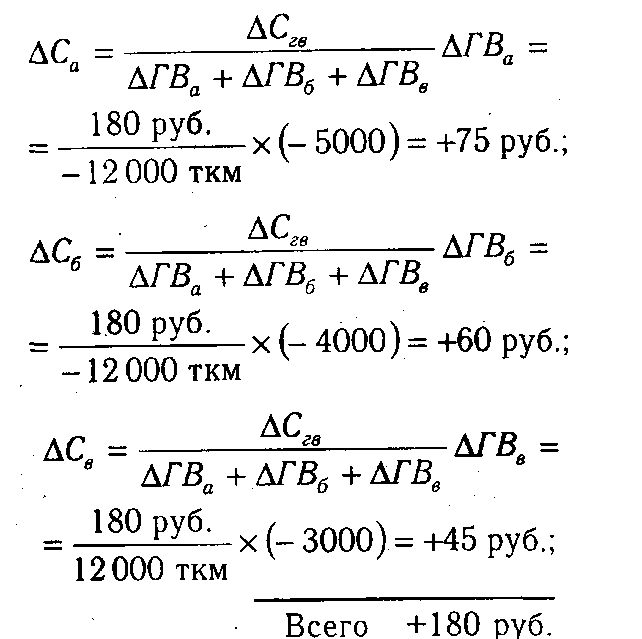 ΔCₐ = ΔC_гв / (ΔГВ_а + ΔГВ_б + ΔГВ_в) ΔГВ_а =
= 180 руб. / −12 000 ткм × (− 5000) = +75 руб.;
ΔC_б = ΔC_гв / (ΔГВ_а + ΔГВ_б + ΔГВ_в) ΔГВ_б =
= 180 руб. / −12 000 ткм × (− 4000) = +60 руб.;
ΔC_в = ΔC_гв / (ΔГВ_а + ΔГВ_б + ΔГВ_в) ΔГВ_в =
= 180 руб. / 12 000 ткм × (− 3000) = +45 руб.;
Всего +180 руб.